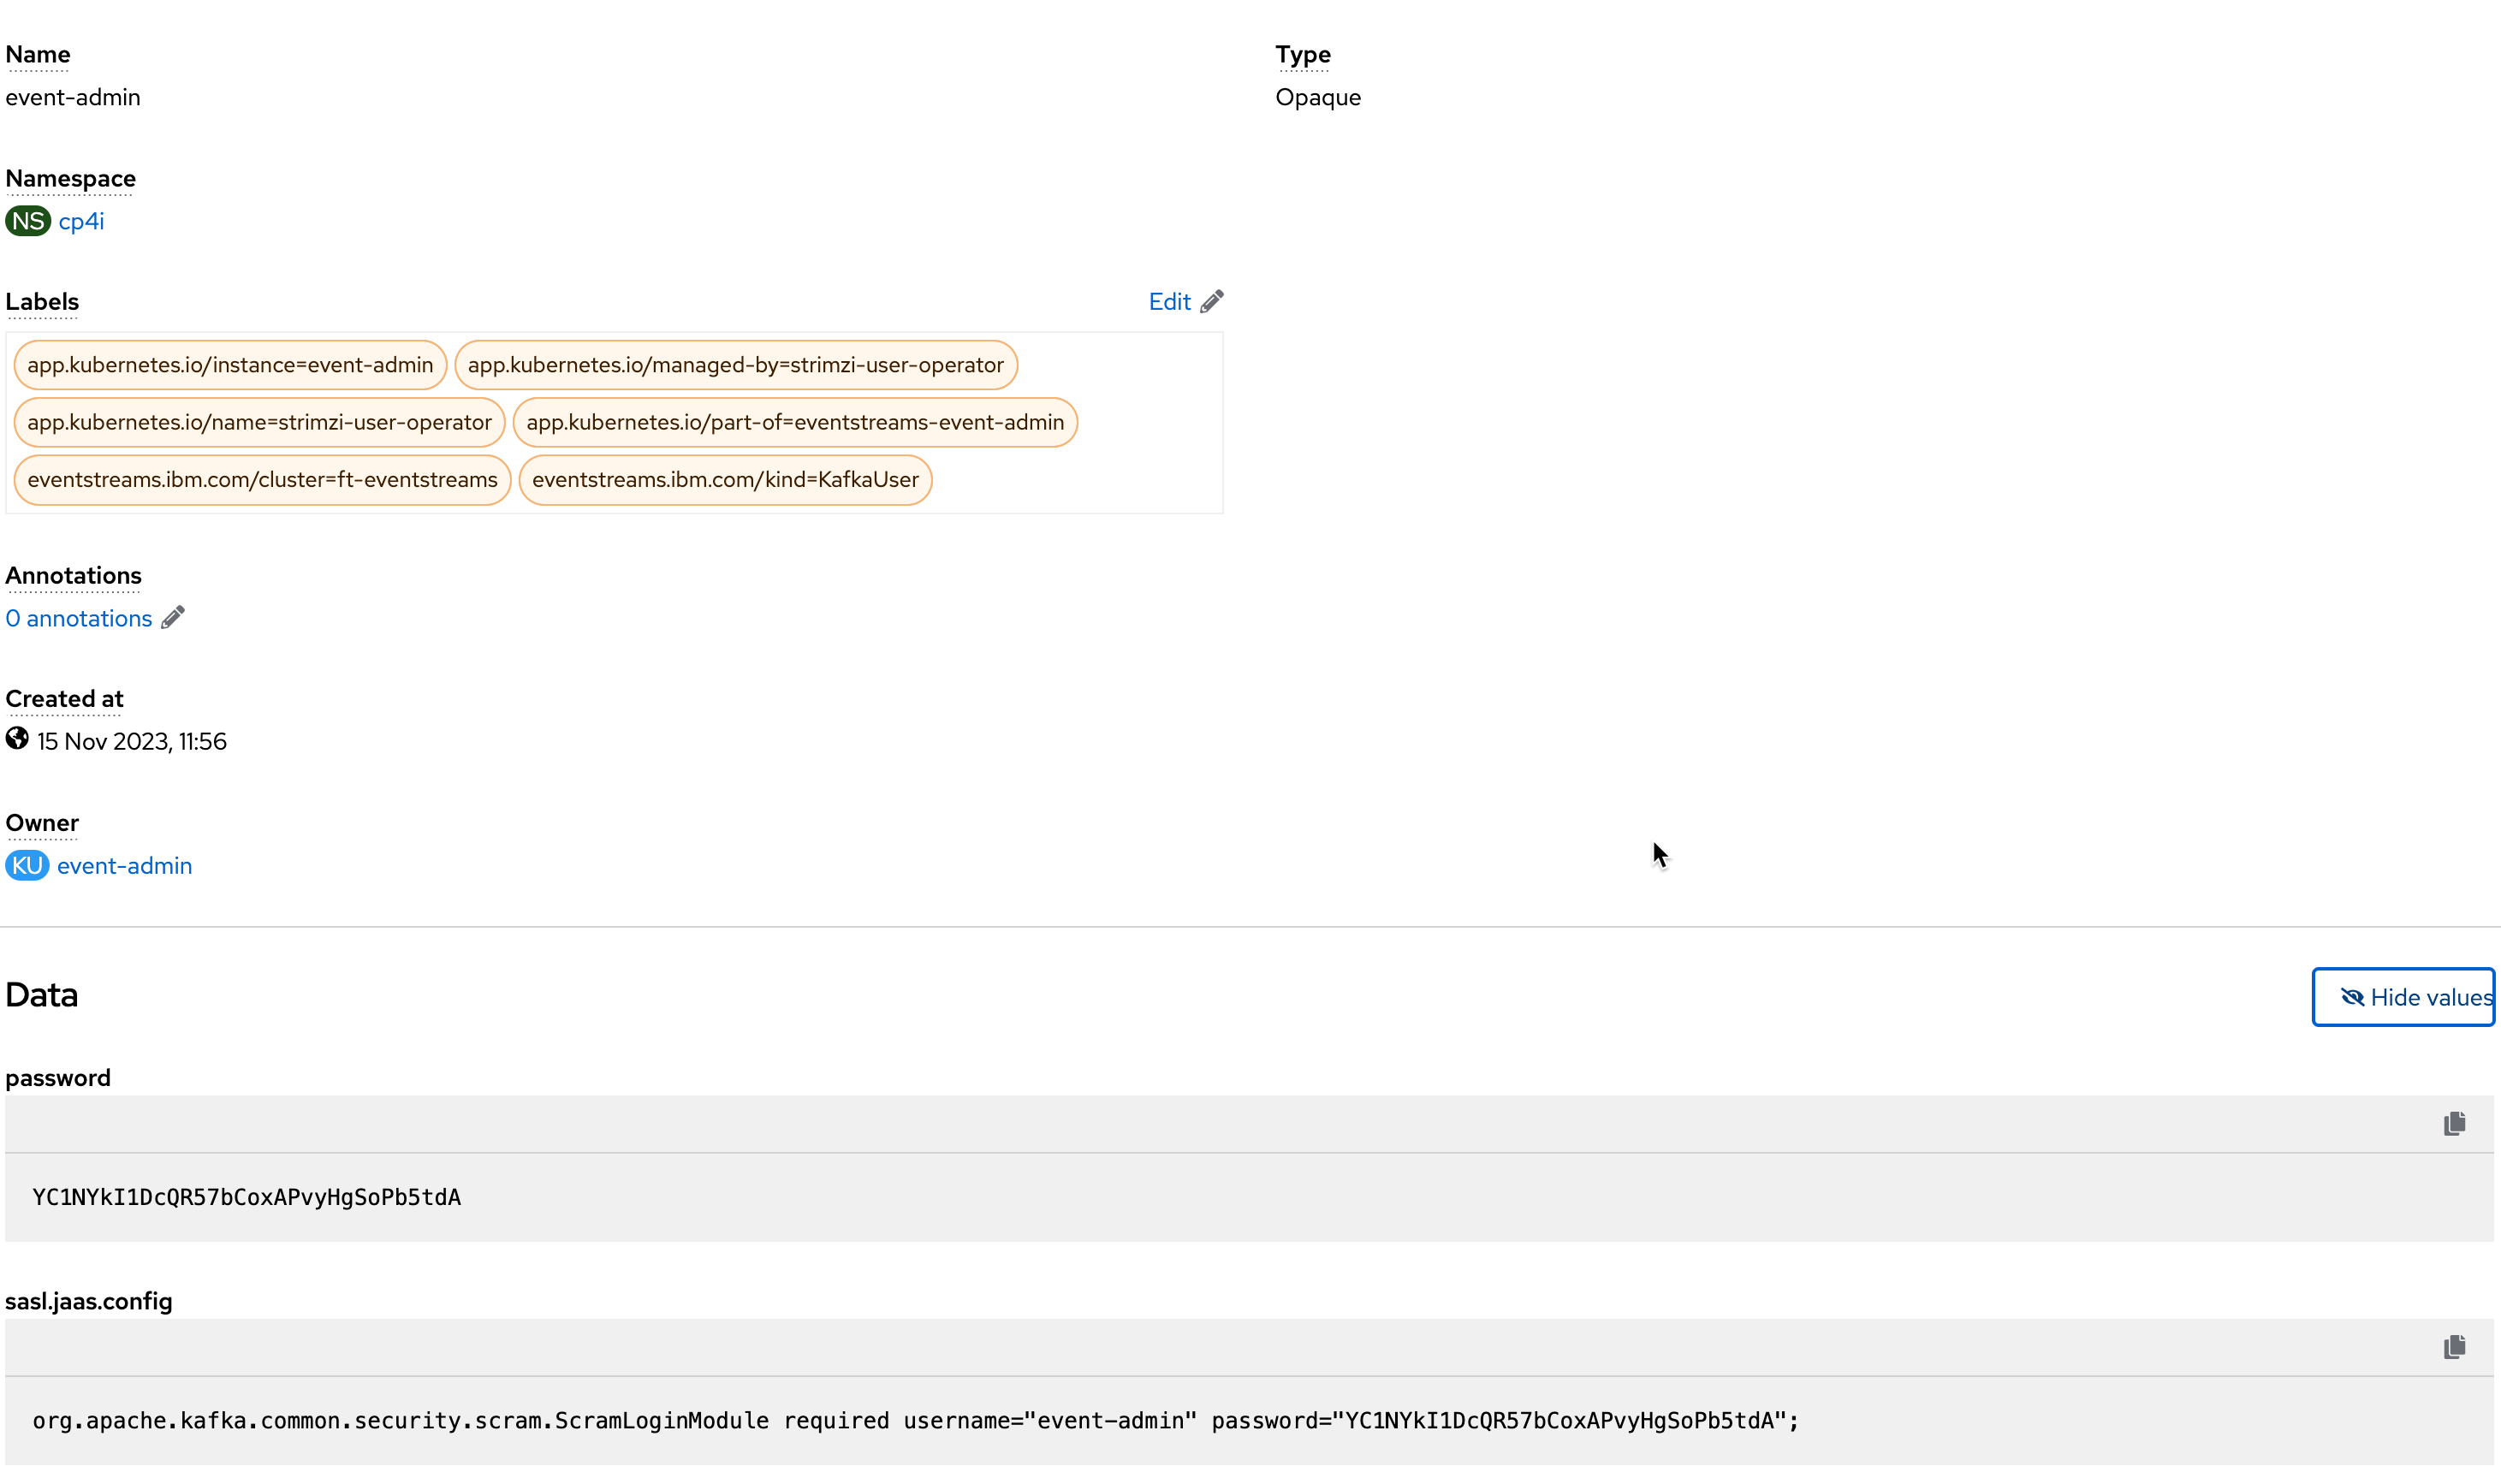 Name
event-admin
Type
Opaque
Namespace
NS cp4i
Labels
Edit
app.kubernetes.io/instance=event-admin app.kubernetes.io/managed-by=strimzi-user-operator
app.kubernetes.io/name=strimzi-user-operator app.kubernetes.io/part-of=eventstreams-event-admin
eventstreams.ibm.com/cluster=ft-eventstreams eventstreams.ibm.com/kind=KafkaUser
Annotations
0 annotations
Created at
15 Nov 2023, 11:56
Owner
KU event-admin
Data
Hide values
password
YC1NYkI1DcQR57bCoxAPvyHgSoPb5tdA
sasl.jaas.config
org.apache.kafka.common.security.scram.ScramLoginModule required username="event-admin" password="YC1NYkI1DcQR57bCoxAPvyHgSoPb5tdA";